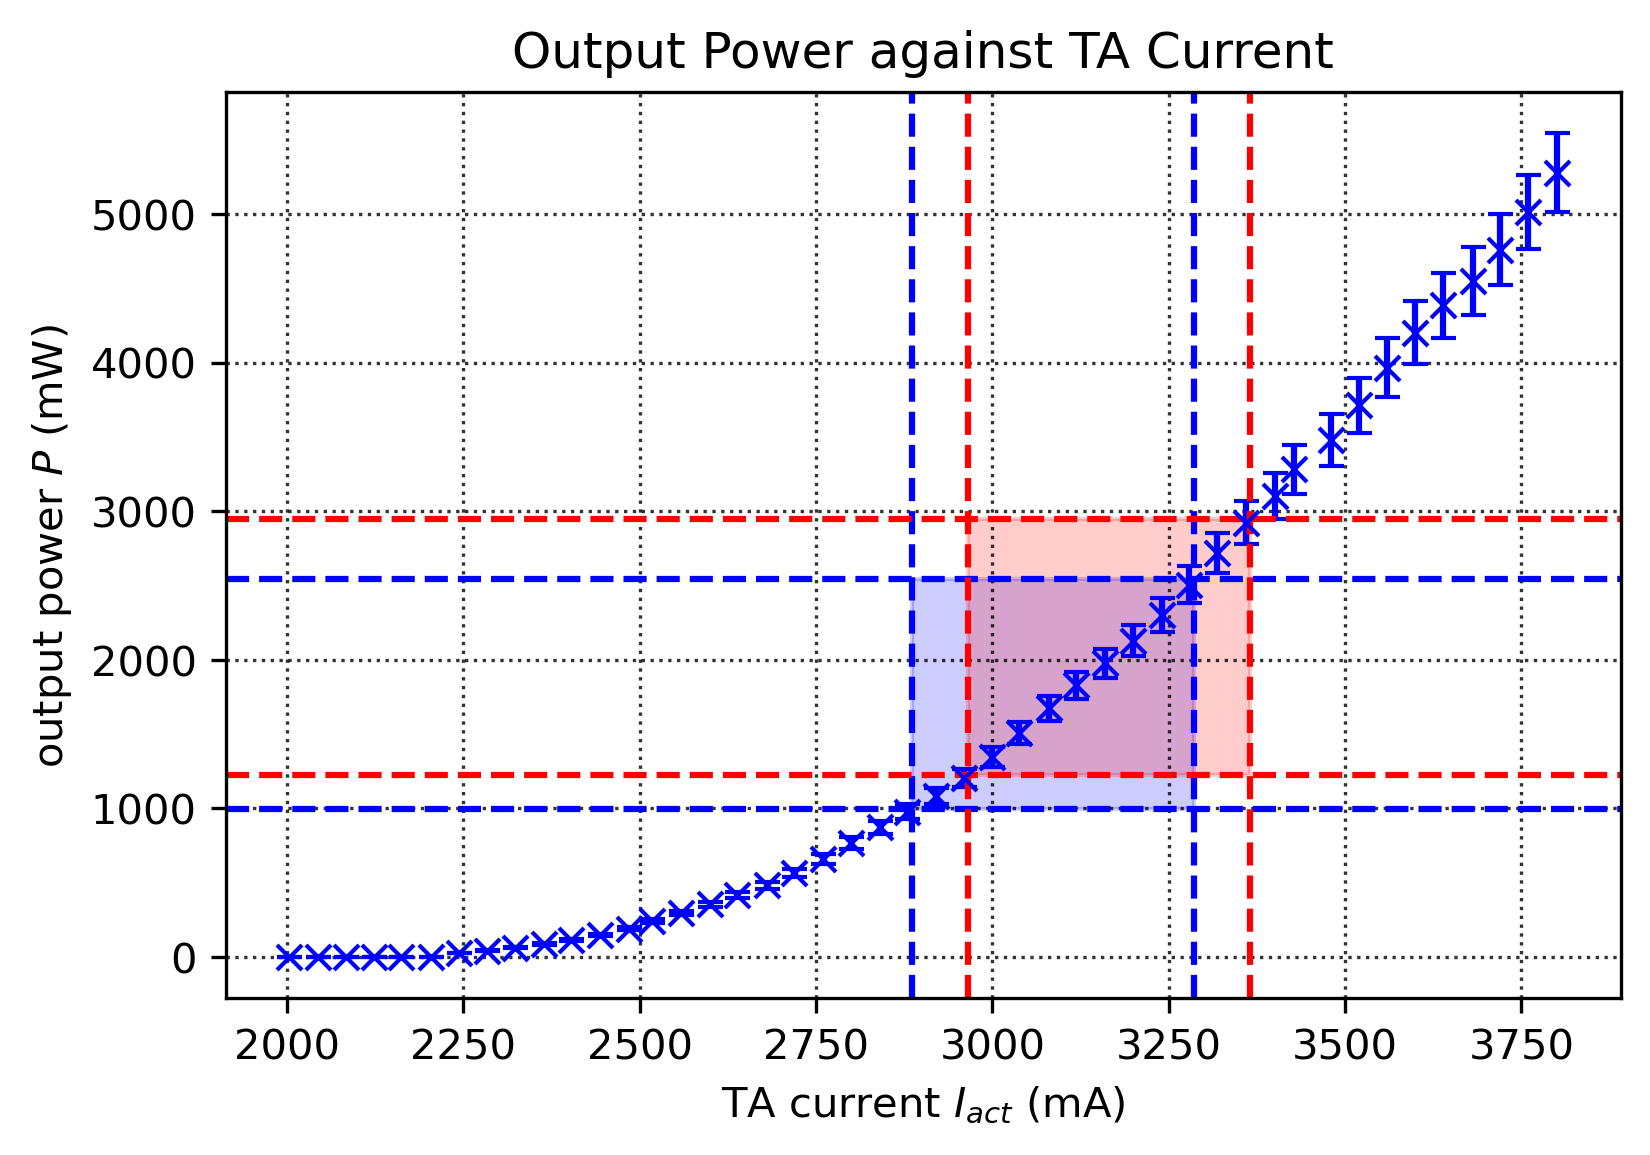 Output Power against TA Current
output power P (mW)
5000
4000
3000
2000
1000
0
2000 2250 2500 2750 3000 3250 3500 3750
TA current I_act (mA)